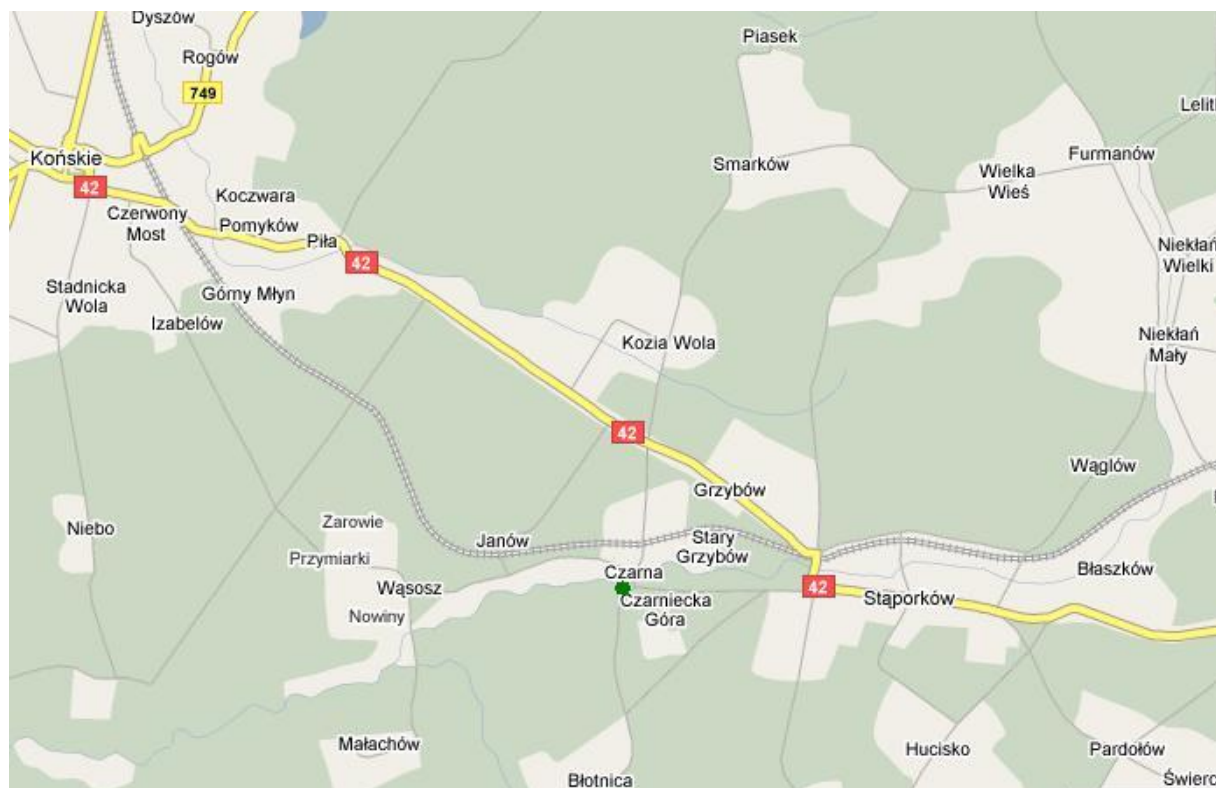 Dyszów
Piasek
Rogów
749
Lelit
Końskie
Furmanów
Smarków
Wielka
Wieś
42
Koczwara
Czerwony
Most
Pomyków
Piła
Niekłań
Wielki
42
Stadnicka
Wola
Górny Młyn
Izabelów
Kozia Wola
Niekłań
Mały
42
Wąglów
Grzybów
Niebo
Zarowie
Przymiarki
Janów
Stary
Grzybów
Wąsosz
Czarna
Błaszków
42
Stąporków
Nowiny
Czarniecka
Góra
Małachów
Hucisko
Pardołów
Błotnica
Świerc